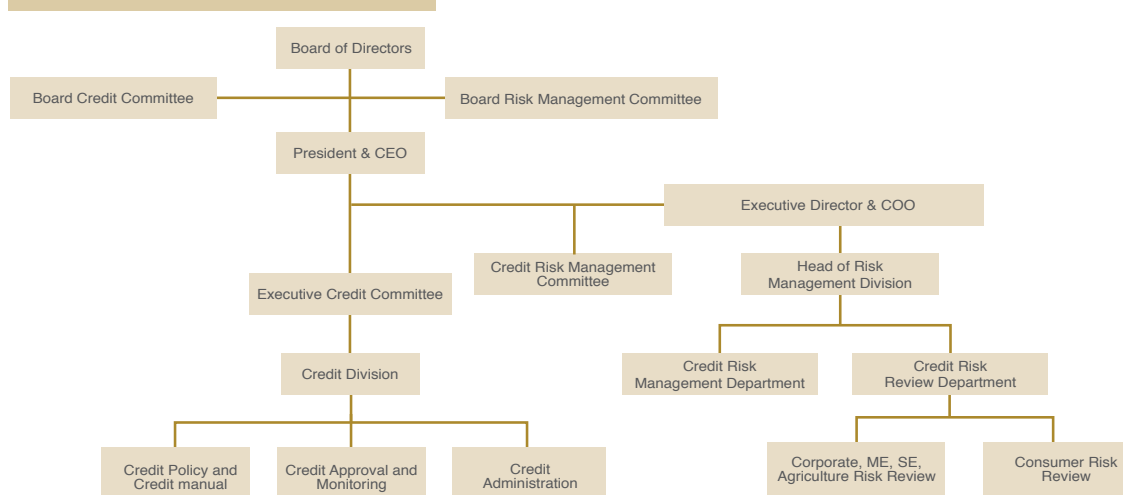 Board of Directors
Board Credit Committee
Board Risk Management Committee
President & CEO
Executive Director & COO
Credit Risk Management
Committee
Head of Risk
Management Division
Executive Credit Committee
Credit Division
Credit Risk
Management Department
Credit Risk
Review Department
Credit Policy and
Credit manual
Credit Approval and
Monitoring
Credit
Administration
Corporate, ME, SE,
Agriculture Risk Review
Consumer Risk
Review